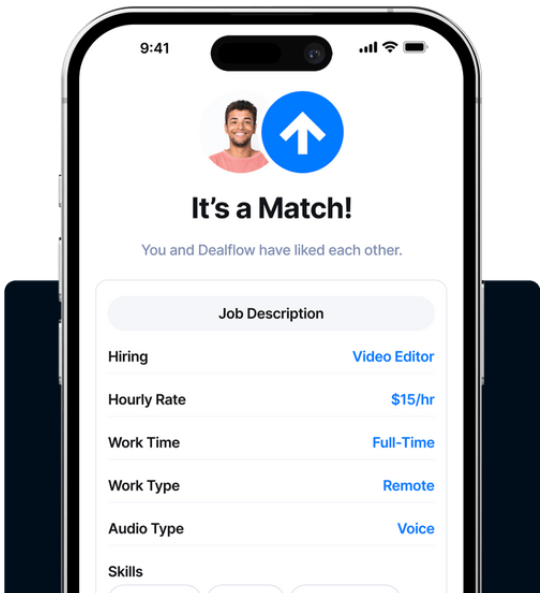 9:41
It's a Match!
You and Dealflow have liked each other.
Job Description
Hiring Video Editor
Hourly Rate $15/hr
Work Time Full-Time
Work Type Remote
Audio Type Voice
Skills